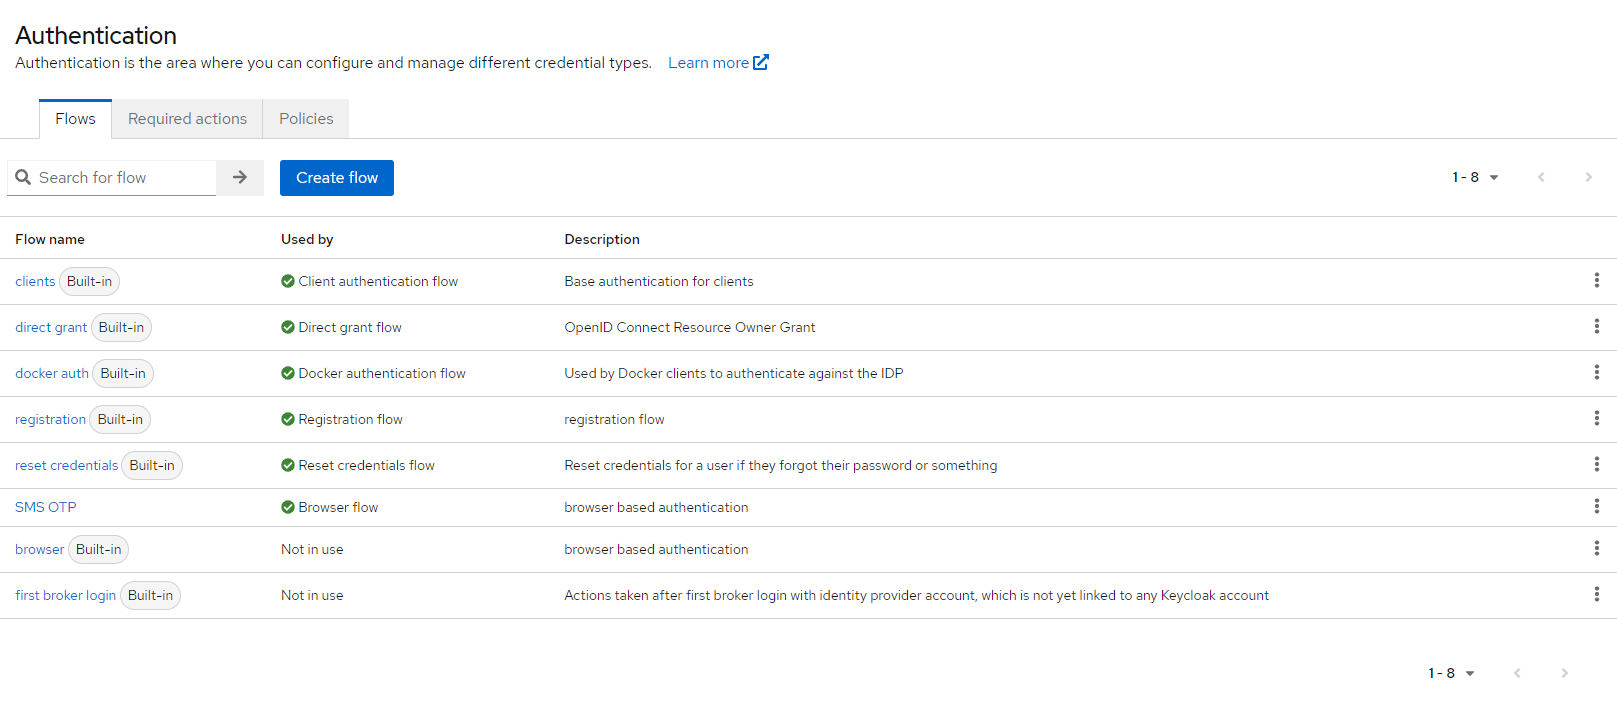 Authentication
Authentication is the area where you can configure and manage different credential types. Learn more
Flows Required actions Policies
Search for flow Create flow 1 - 8
Flow name Used by Description
clients Built-in Client authentication flow Base authentication for clients
direct grant Built-in Direct grant flow OpenID Connect Resource Owner Grant
docker auth Built-in Docker authentication flow Used by Docker clients to authenticate against the IDP
registration Built-in Registration flow registration flow
reset credentials Built-in Reset credentials flow Reset credentials for a user if they forgot their password or something
SMS OTP Browser flow browser based authentication
browser Built-in Not in use browser based authentication
first broker login Built-in Not in use Actions taken after first broker login with identity provider account, which is not yet linked to any Keycloak account
1 - 8